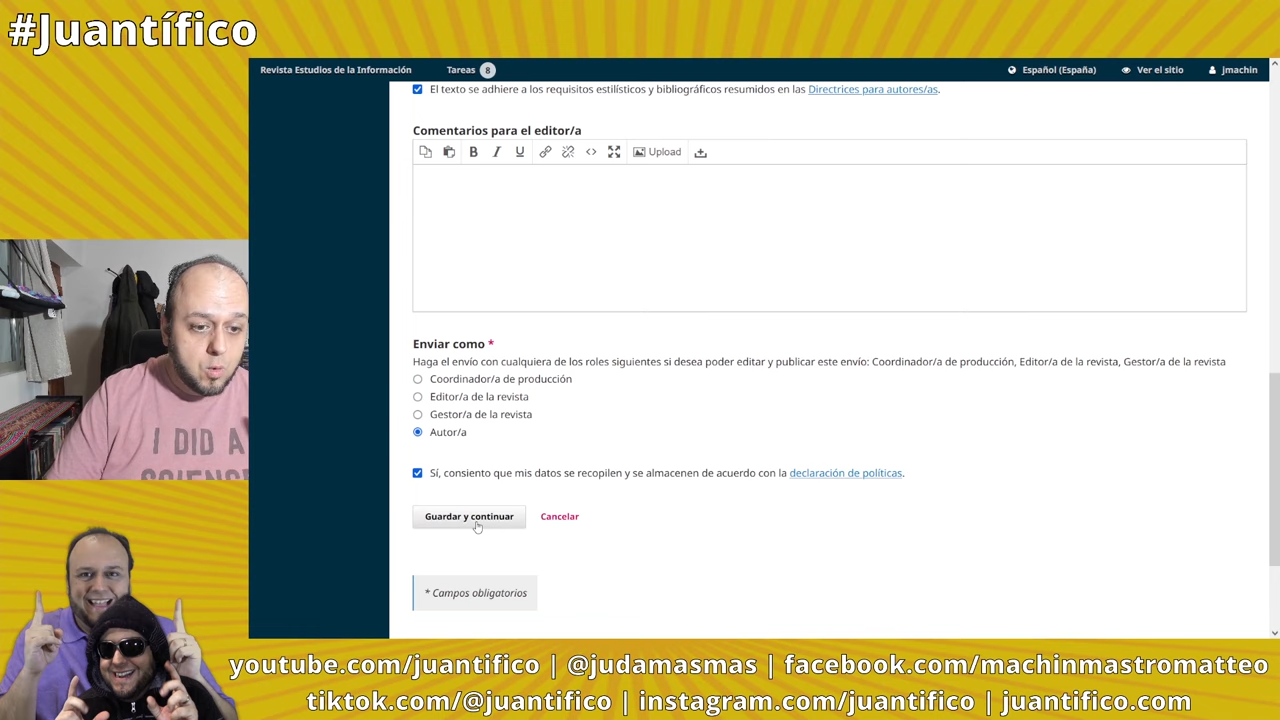 #Juantífico
Revista Estudios de la Información
Tareas 8
Español (España)
Ver el sitio
jmachin
El texto se adhiere a los requisitos estilísticos y bibliográficos resumidos en las Directrices para autores/as.
Comentarios para el editor/a
B I U
Upload
Enviar como *
Haga el envío con cualquiera de los roles siguientes si desea poder editar y publicar este envío: Coordinador/a de producción, Editor/a de la revista, Gestor/a de la revista
Coordinador/a de producción
Editor/a de la revista
Gestor/a de la revista
Autor/a
Sí, consiento que mis datos se recopilen y se almacenen de acuerdo con la declaración de políticas.
Guardar y continuar
Cancelar
* Campos obligatorios
I DID A
youtube.com/juantifico | @judamasmas | facebook.com/machinmastromatteo
tiktok.com/@juantifico | instagram.com/juantifico | juantifico.com